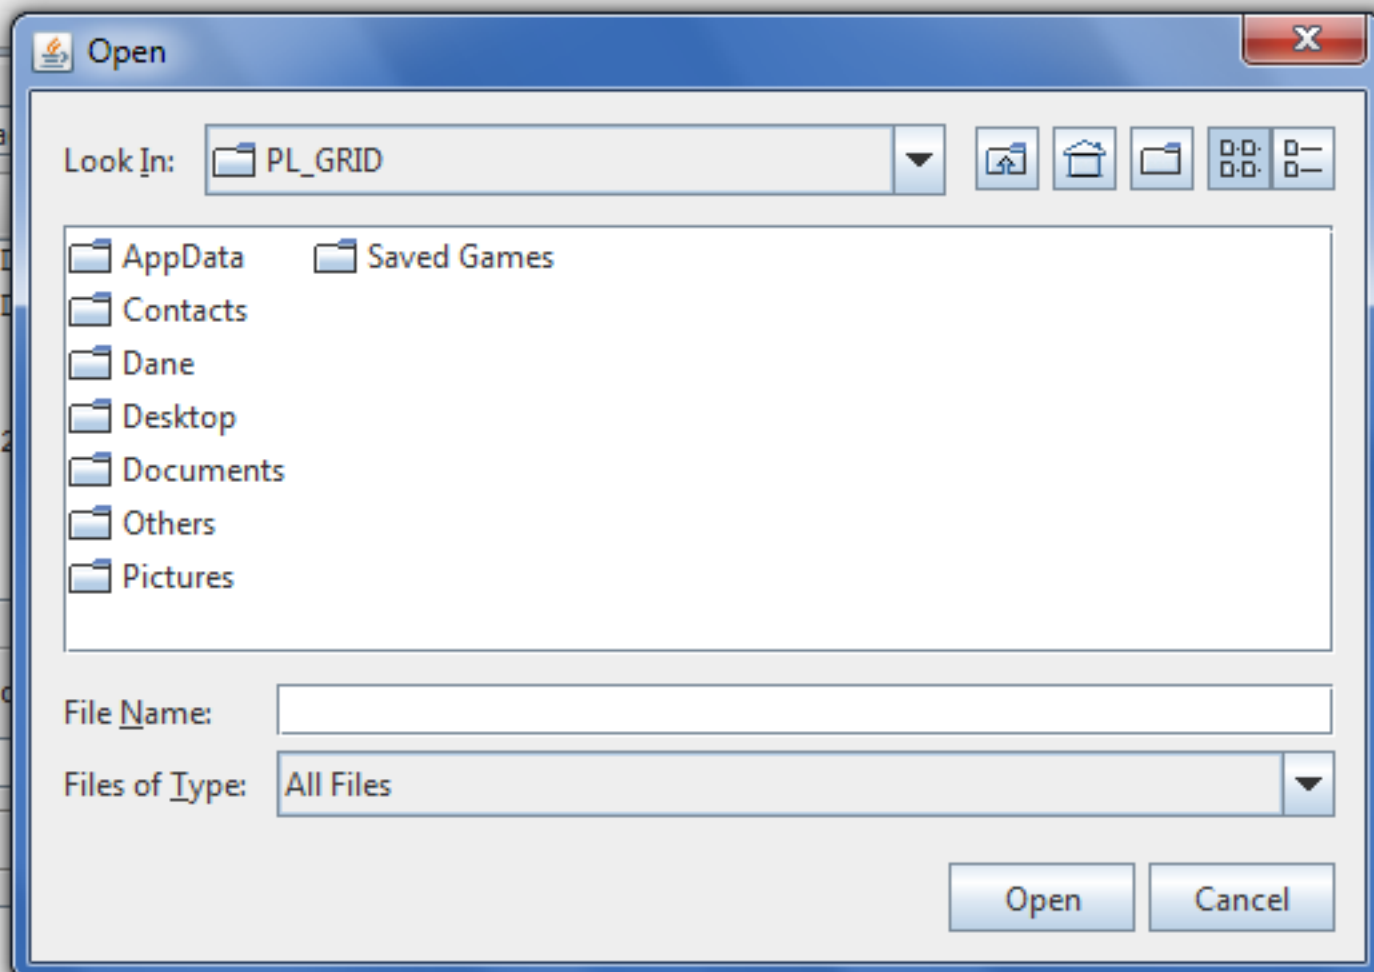 Open
Look In: PL_GRID
AppData Saved Games
Contacts
Dane
Desktop
Documents
Others
Pictures
File Name:
Files of Type: All Files
Open Cancel